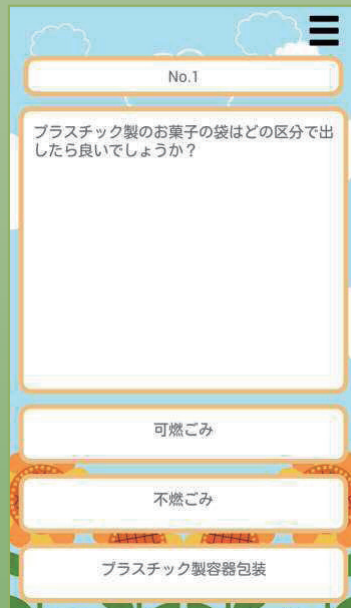 No.1
プラスチック製のお菓子の袋はどの区分で出
したら良いでしょうか？
可燃ごみ
不燃ごみ
プラスチック製容器包装